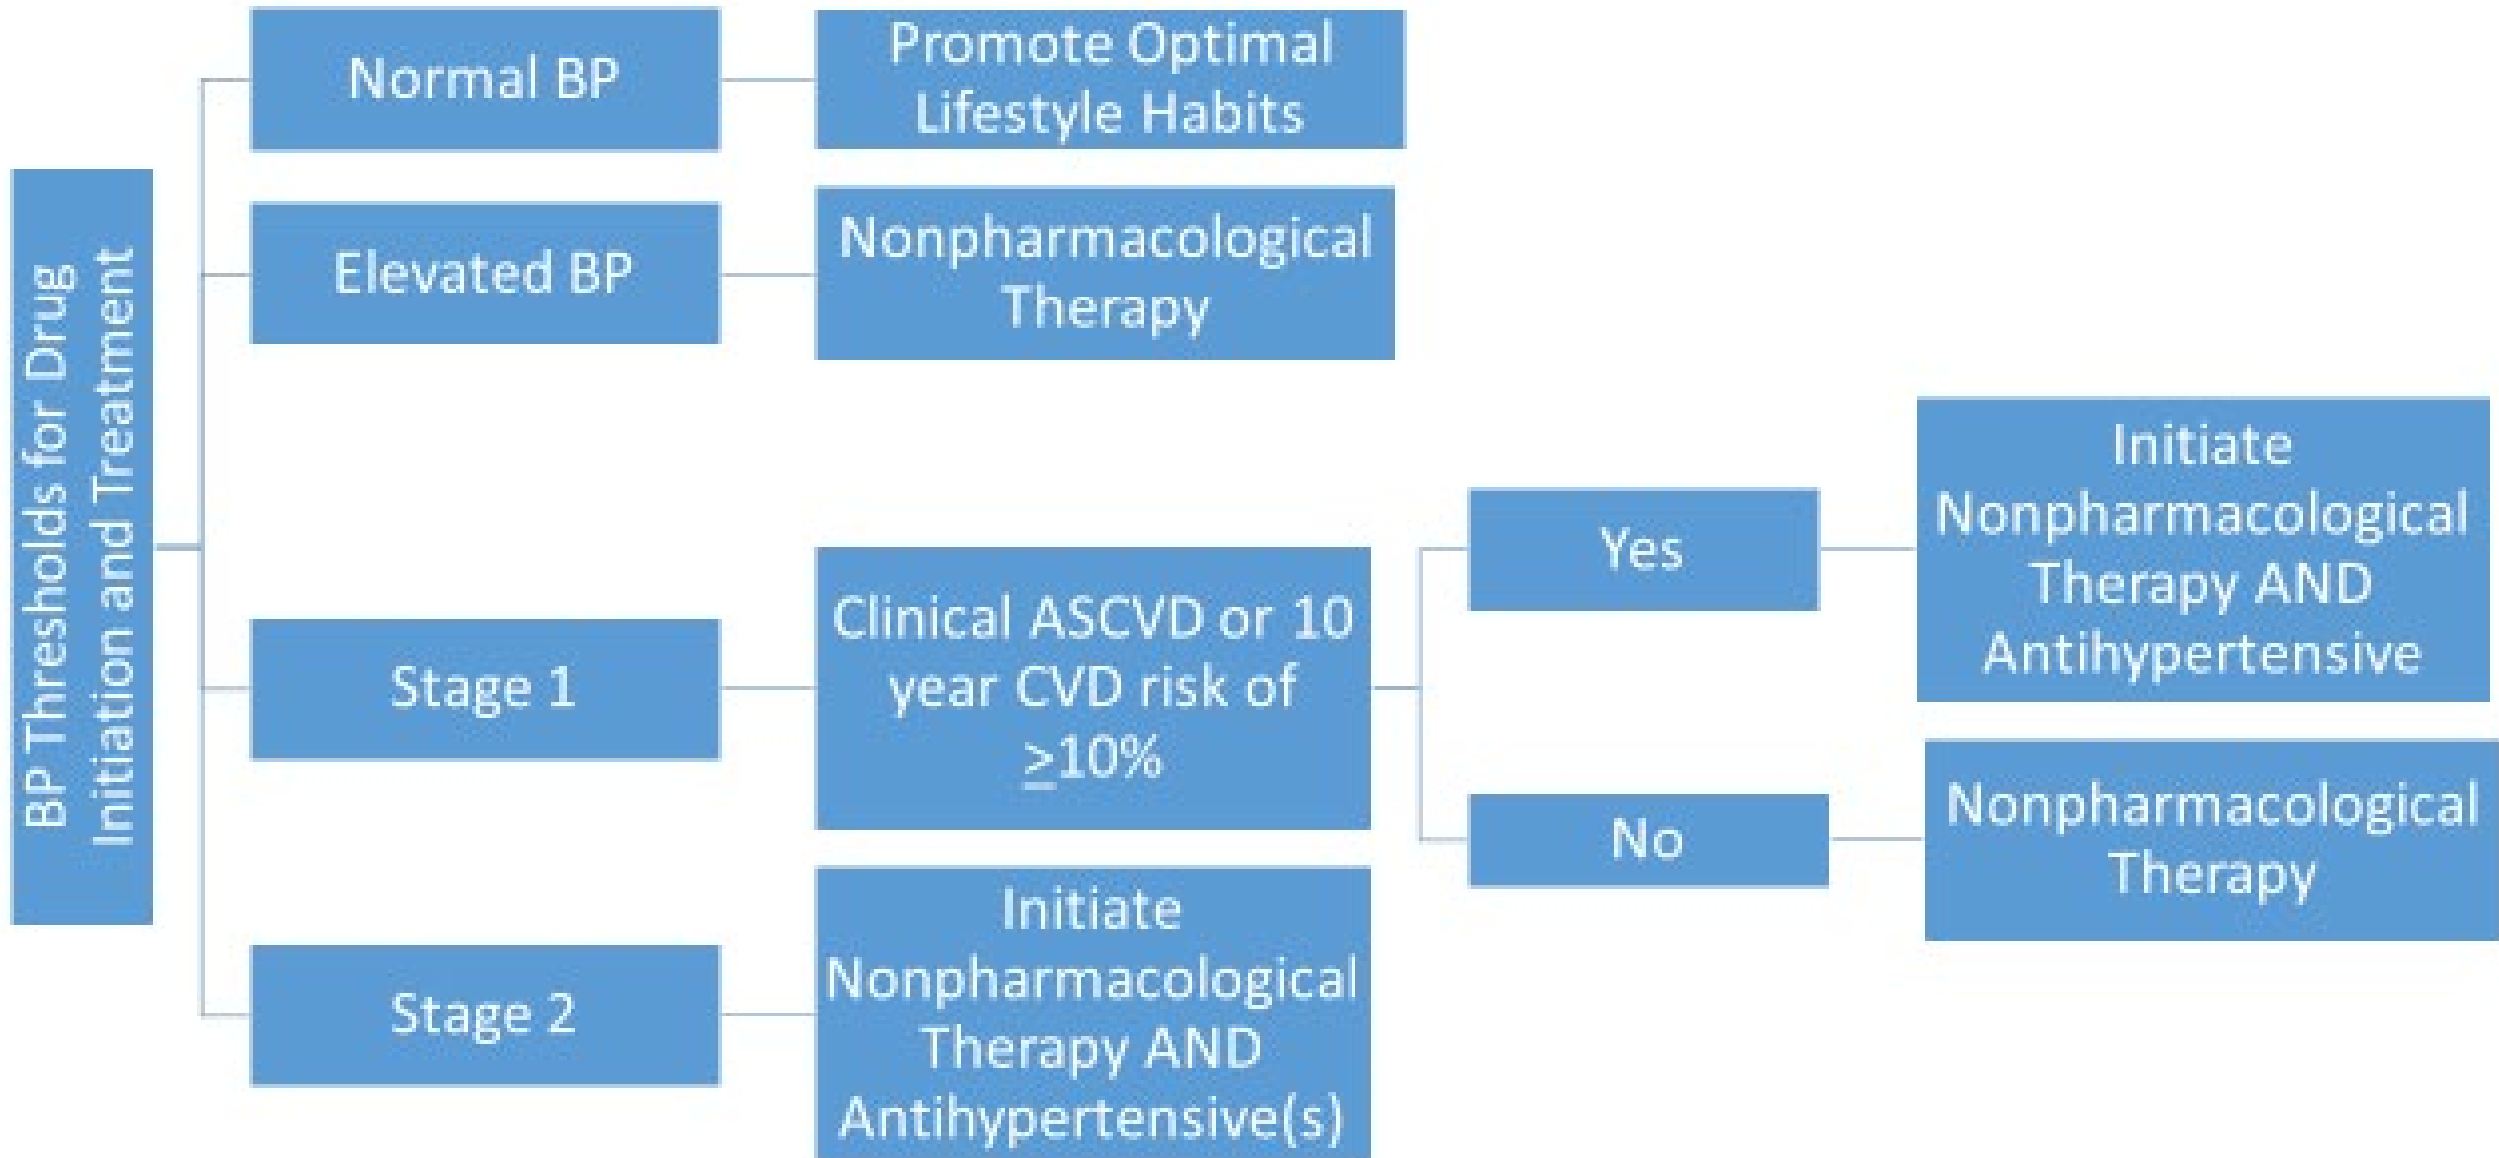 BP Thresholds for Drug
Initiation and Treatment
Normal BP
Promote Optimal
Lifestyle Habits
Elevated BP
Nonpharmacological
Therapy
Stage 1
Clinical ASCVD or 10
year CVD risk of
≥10%
Yes
Initiate
Nonpharmacological
Therapy AND
Antihypertensive
No
Nonpharmacological
Therapy
Stage 2
Initiate
Nonpharmacological
Therapy AND
Antihypertensive(s)